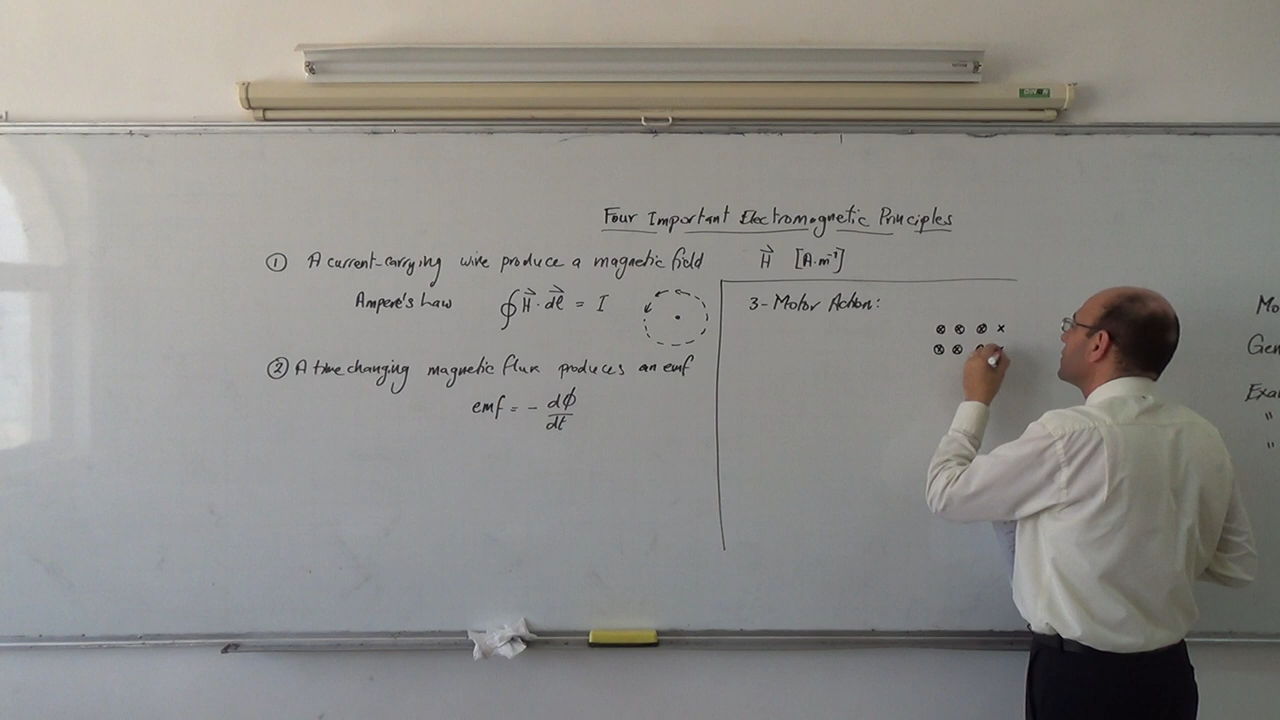 Four Important Electromagnetic Principles
① A current-carrying wire produce a magnetic field H⃗ [A.m⁻¹]
Ampere's Law ∮ H⃗ · dℓ⃗ = I
② A time changing magnetic flux produces an emf
emf = - dϕ/dt
3- Motor Action:
⊗ ⊗ ⊗ x
⊗ ⊗
Mo
Gen
Exa
"
"